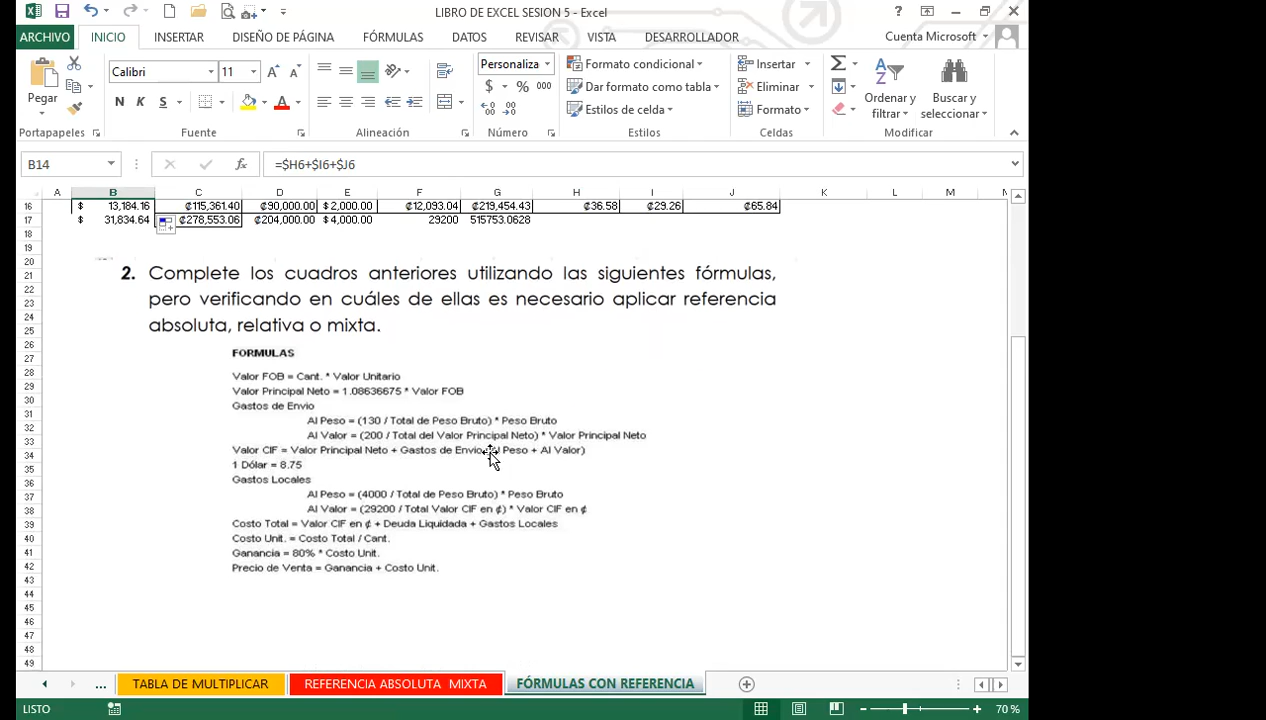 LIBRO DE EXCEL SESION 5 - Excel
ARCHIVO INICIO INSERTAR DISEÑO DE PÁGINA FÓRMULAS DATOS REVISAR VISTA DESARROLLADOR Cuenta Microsoft
Pegar
Calibri 11
N K S
Personaliza
$ % 000
Formato condicional
Dar formato como tabla
Estilos de celda
Insertar
Eliminar
Formato
Ordenar y filtrar
Buscar y seleccionar
Portapapeles Fuente Alineación Número Estilos Celdas Modificar
B14 fx =$H6+$I6+$J6
A B C D E F G H I J K L M
16 $ 13,184.16 ₡115,361.40 ₡90,000.00 $ 2,000.00 ₡12,093.04 ₡219,454.43 ₡36.58 ₡29.26 ₡65.84
17 $ 31,834.64 ₡278,553.06 ₡204,000.00 $ 4,000.00 29200 515753.0628
18
19
20
21
22
23
24
25
26
27
28
29
30
31
32
33
34
35
36
37
38
39
40
41
42
43
44
45
46
47
48
49
2. Complete los cuadros anteriores utilizando las siguientes fórmulas,
pero verificando en cuáles de ellas es necesario aplicar referencia
absoluta, relativa o mixta.
FORMULAS
Valor FOB = Cant. * Valor Unitario
Valor Principal Neto = 1.08636675 * Valor FOB
Gastos de Envio
Al Peso = (130 / Total de Peso Bruto) * Peso Bruto
Al Valor = (200 / Total del Valor Principal Neto) * Valor Principal Neto
Valor CIF = Valor Principal Neto + Gastos de Envio Peso + Al Valor)
1 Dólar = 8.75
Gastos Locales
Al Peso = (4000 / Total de Peso Bruto) * Peso Bruto
Al Valor = (29200 / Total Valor CIF en ¢) * Valor CIF en ¢
Costo Total = Valor CIF en ¢ + Deuda Liquidada + Gastos Locales
Costo Unit. = Costo Total / Cant.
Ganancia = 80% * Costo Unit.
Precio de Venta = Ganancia + Costo Unit.
... TABLA DE MULTIPLICAR REFERENCIA ABSOLUTA MIXTA FÓRMULAS CON REFERENCIA
LISTO 70 %